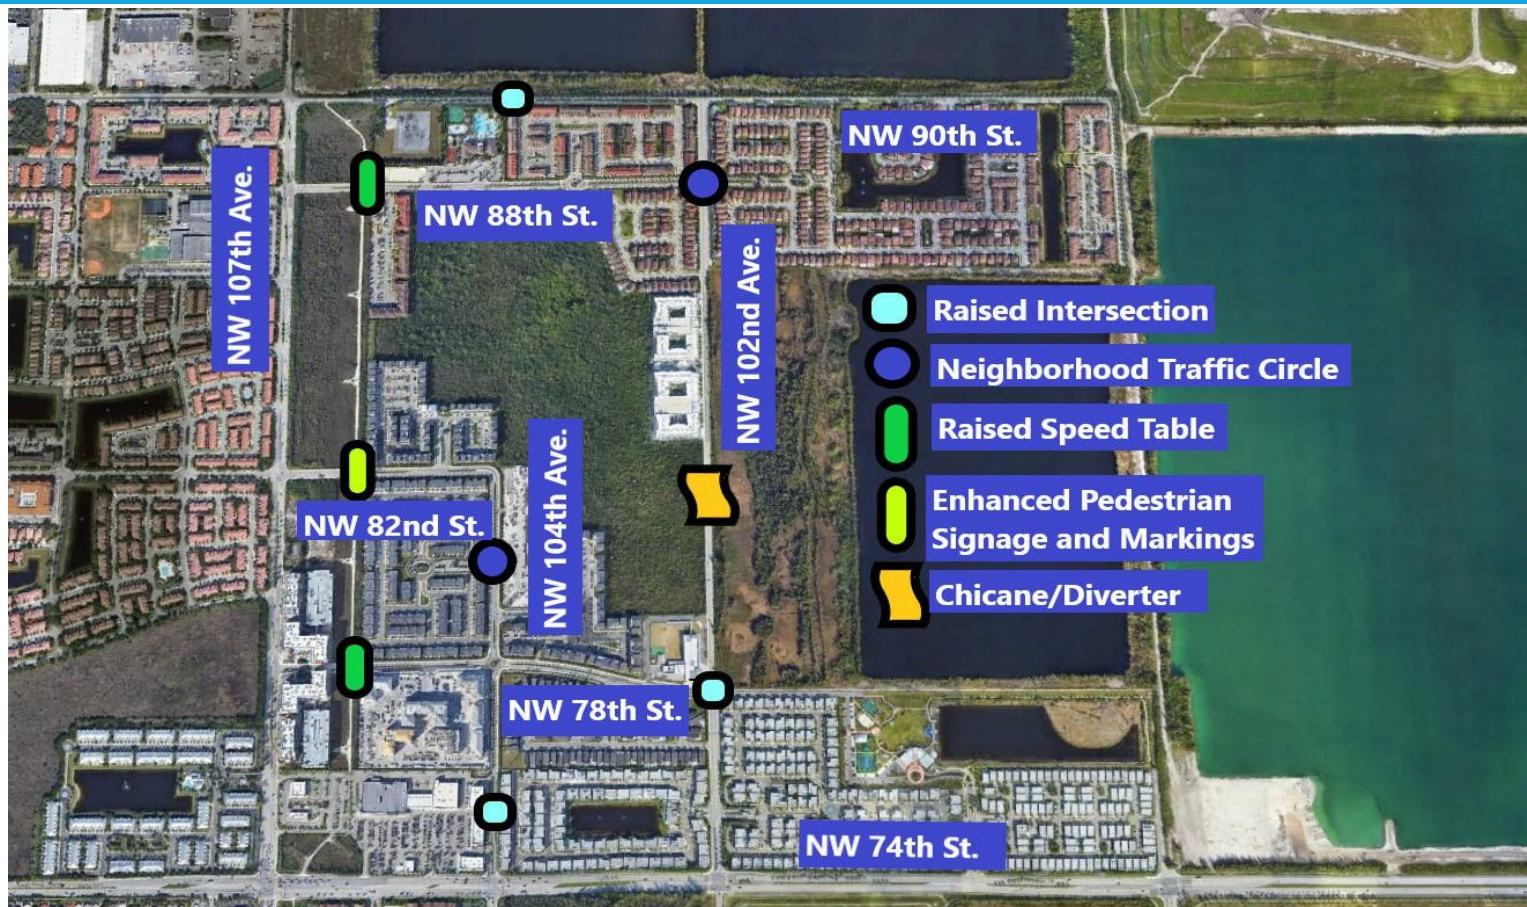 NW 90th St.
NW 107th Ave.
NW 88th St.
NW 102nd Ave.
Raised Intersection
Neighborhood Traffic Circle
Raised Speed Table
Enhanced Pedestrian
Signage and Markings
NW 82nd St.
NW 104th Ave.
Chicane/Diverter
NW 78th St.
NW 74th St.